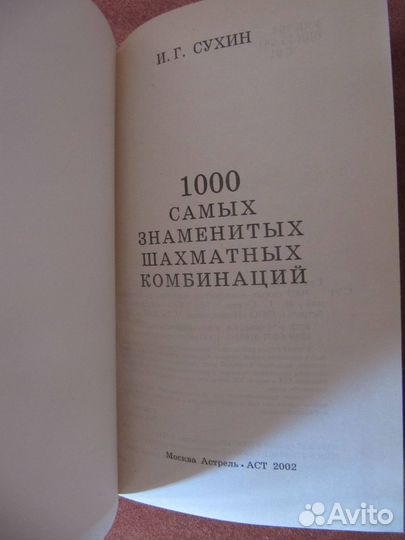 И. Г. СУХИН
1000
САМЫХ
ЗНАМЕНИТЫХ
ШАХМАТНЫХ
КОМБИНАЦИЙ
Москва Астрель • АСТ 2002
Avito